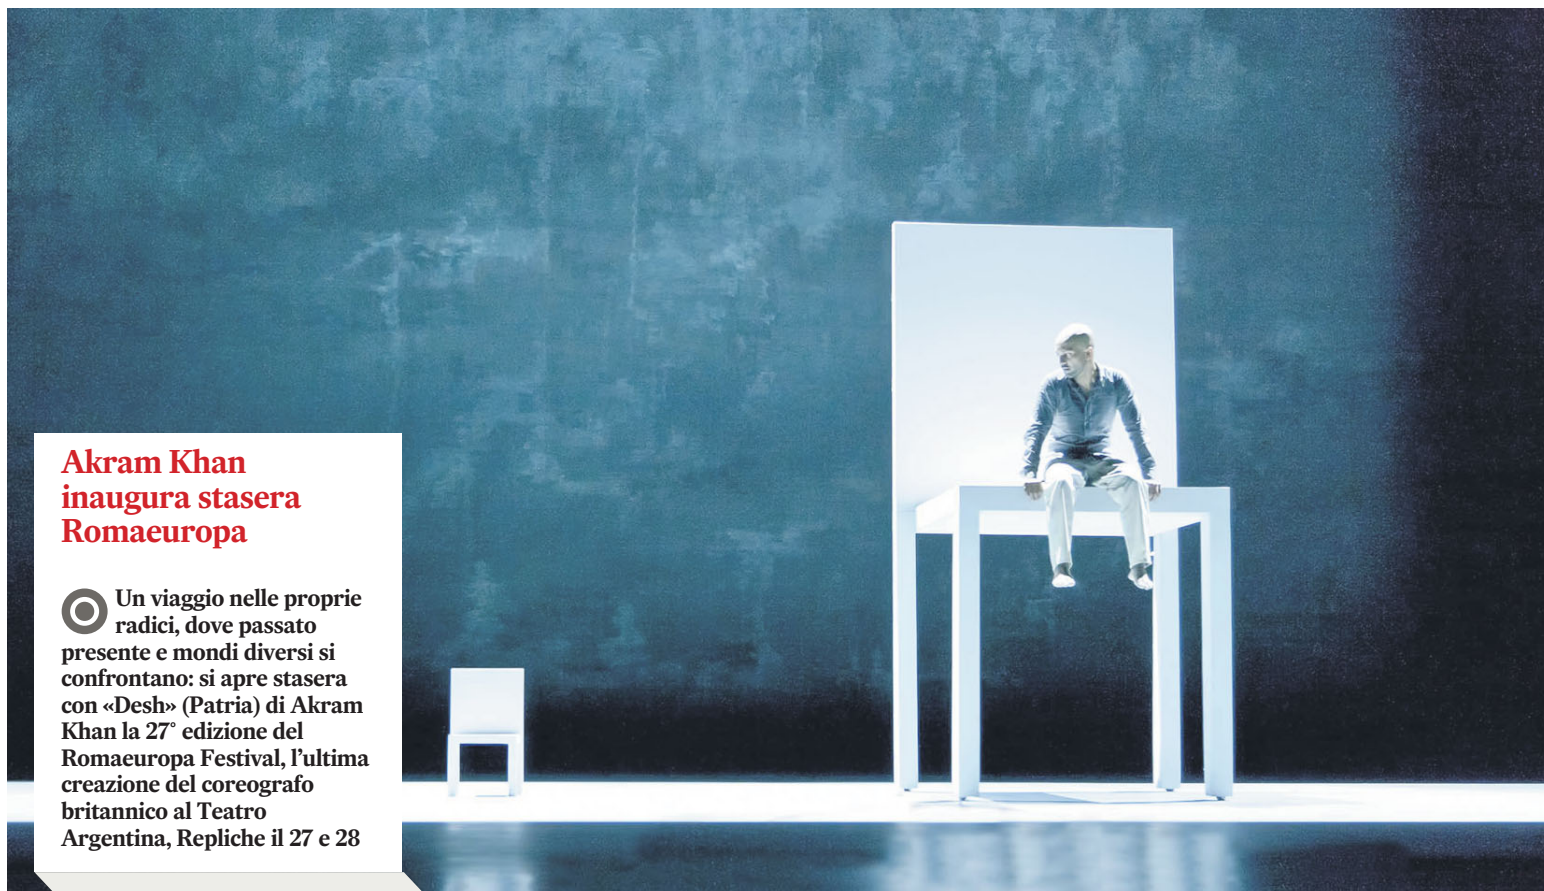 Akram Khan
inaugura stasera
Romaeuropa
Un viaggio nelle proprie
radici, dove passato
presente e mondi diversi si
confrontano: si apre stasera
con «Desh» (Patria) di Akram
Khan la 27° edizione del
Romaeuropa Festival, l’ultima
creazione del coreografo
britannico al Teatro
Argentina, Repliche il 27 e 28